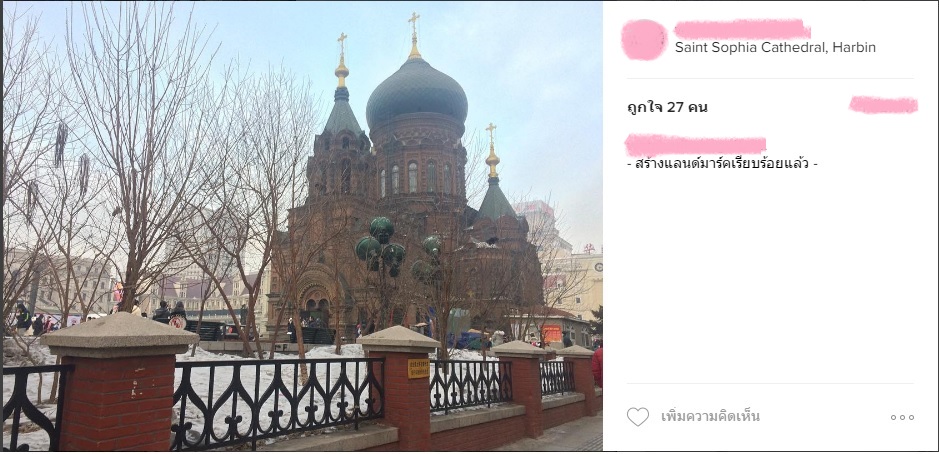 Saint Sophia Cathedral, Harbin
ถูกใจ 27 คน
- สร้างแลนด์มาร์คเรียบร้อยแล้ว -
เพิ่มความคิดเห็น